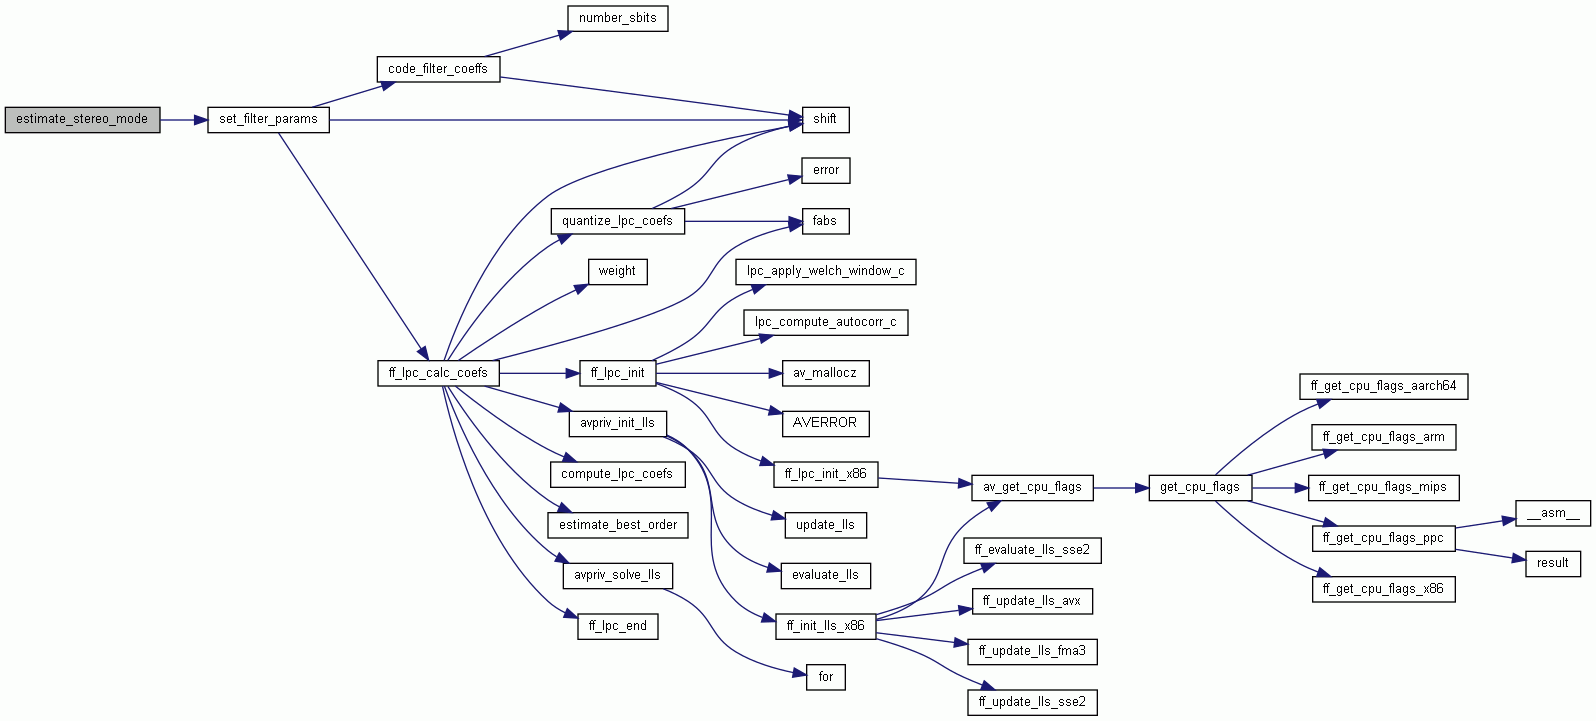 number_sbits
code_filter_coeffs
estimate_stereo_mode
set_filter_params
shift
error
quantize_lpc_coefs
fabs
weight
lpc_apply_welch_window_c
lpc_compute_autocorr_c
ff_lpc_calc_coefs
ff_lpc_init
av_mallocz
ff_get_cpu_flags_aarch64
avpriv_init_lls
AVERROR
ff_get_cpu_flags_arm
compute_lpc_coefs
ff_lpc_init_x86
av_get_cpu_flags
get_cpu_flags
ff_get_cpu_flags_mips
__asm__
estimate_best_order
update_lls
ff_get_cpu_flags_ppc
ff_evaluate_lls_sse2
result
avpriv_solve_lls
evaluate_lls
ff_get_cpu_flags_x86
ff_update_lls_avx
ff_lpc_end
ff_init_lls_x86
ff_update_lls_fma3
for
ff_update_lls_sse2